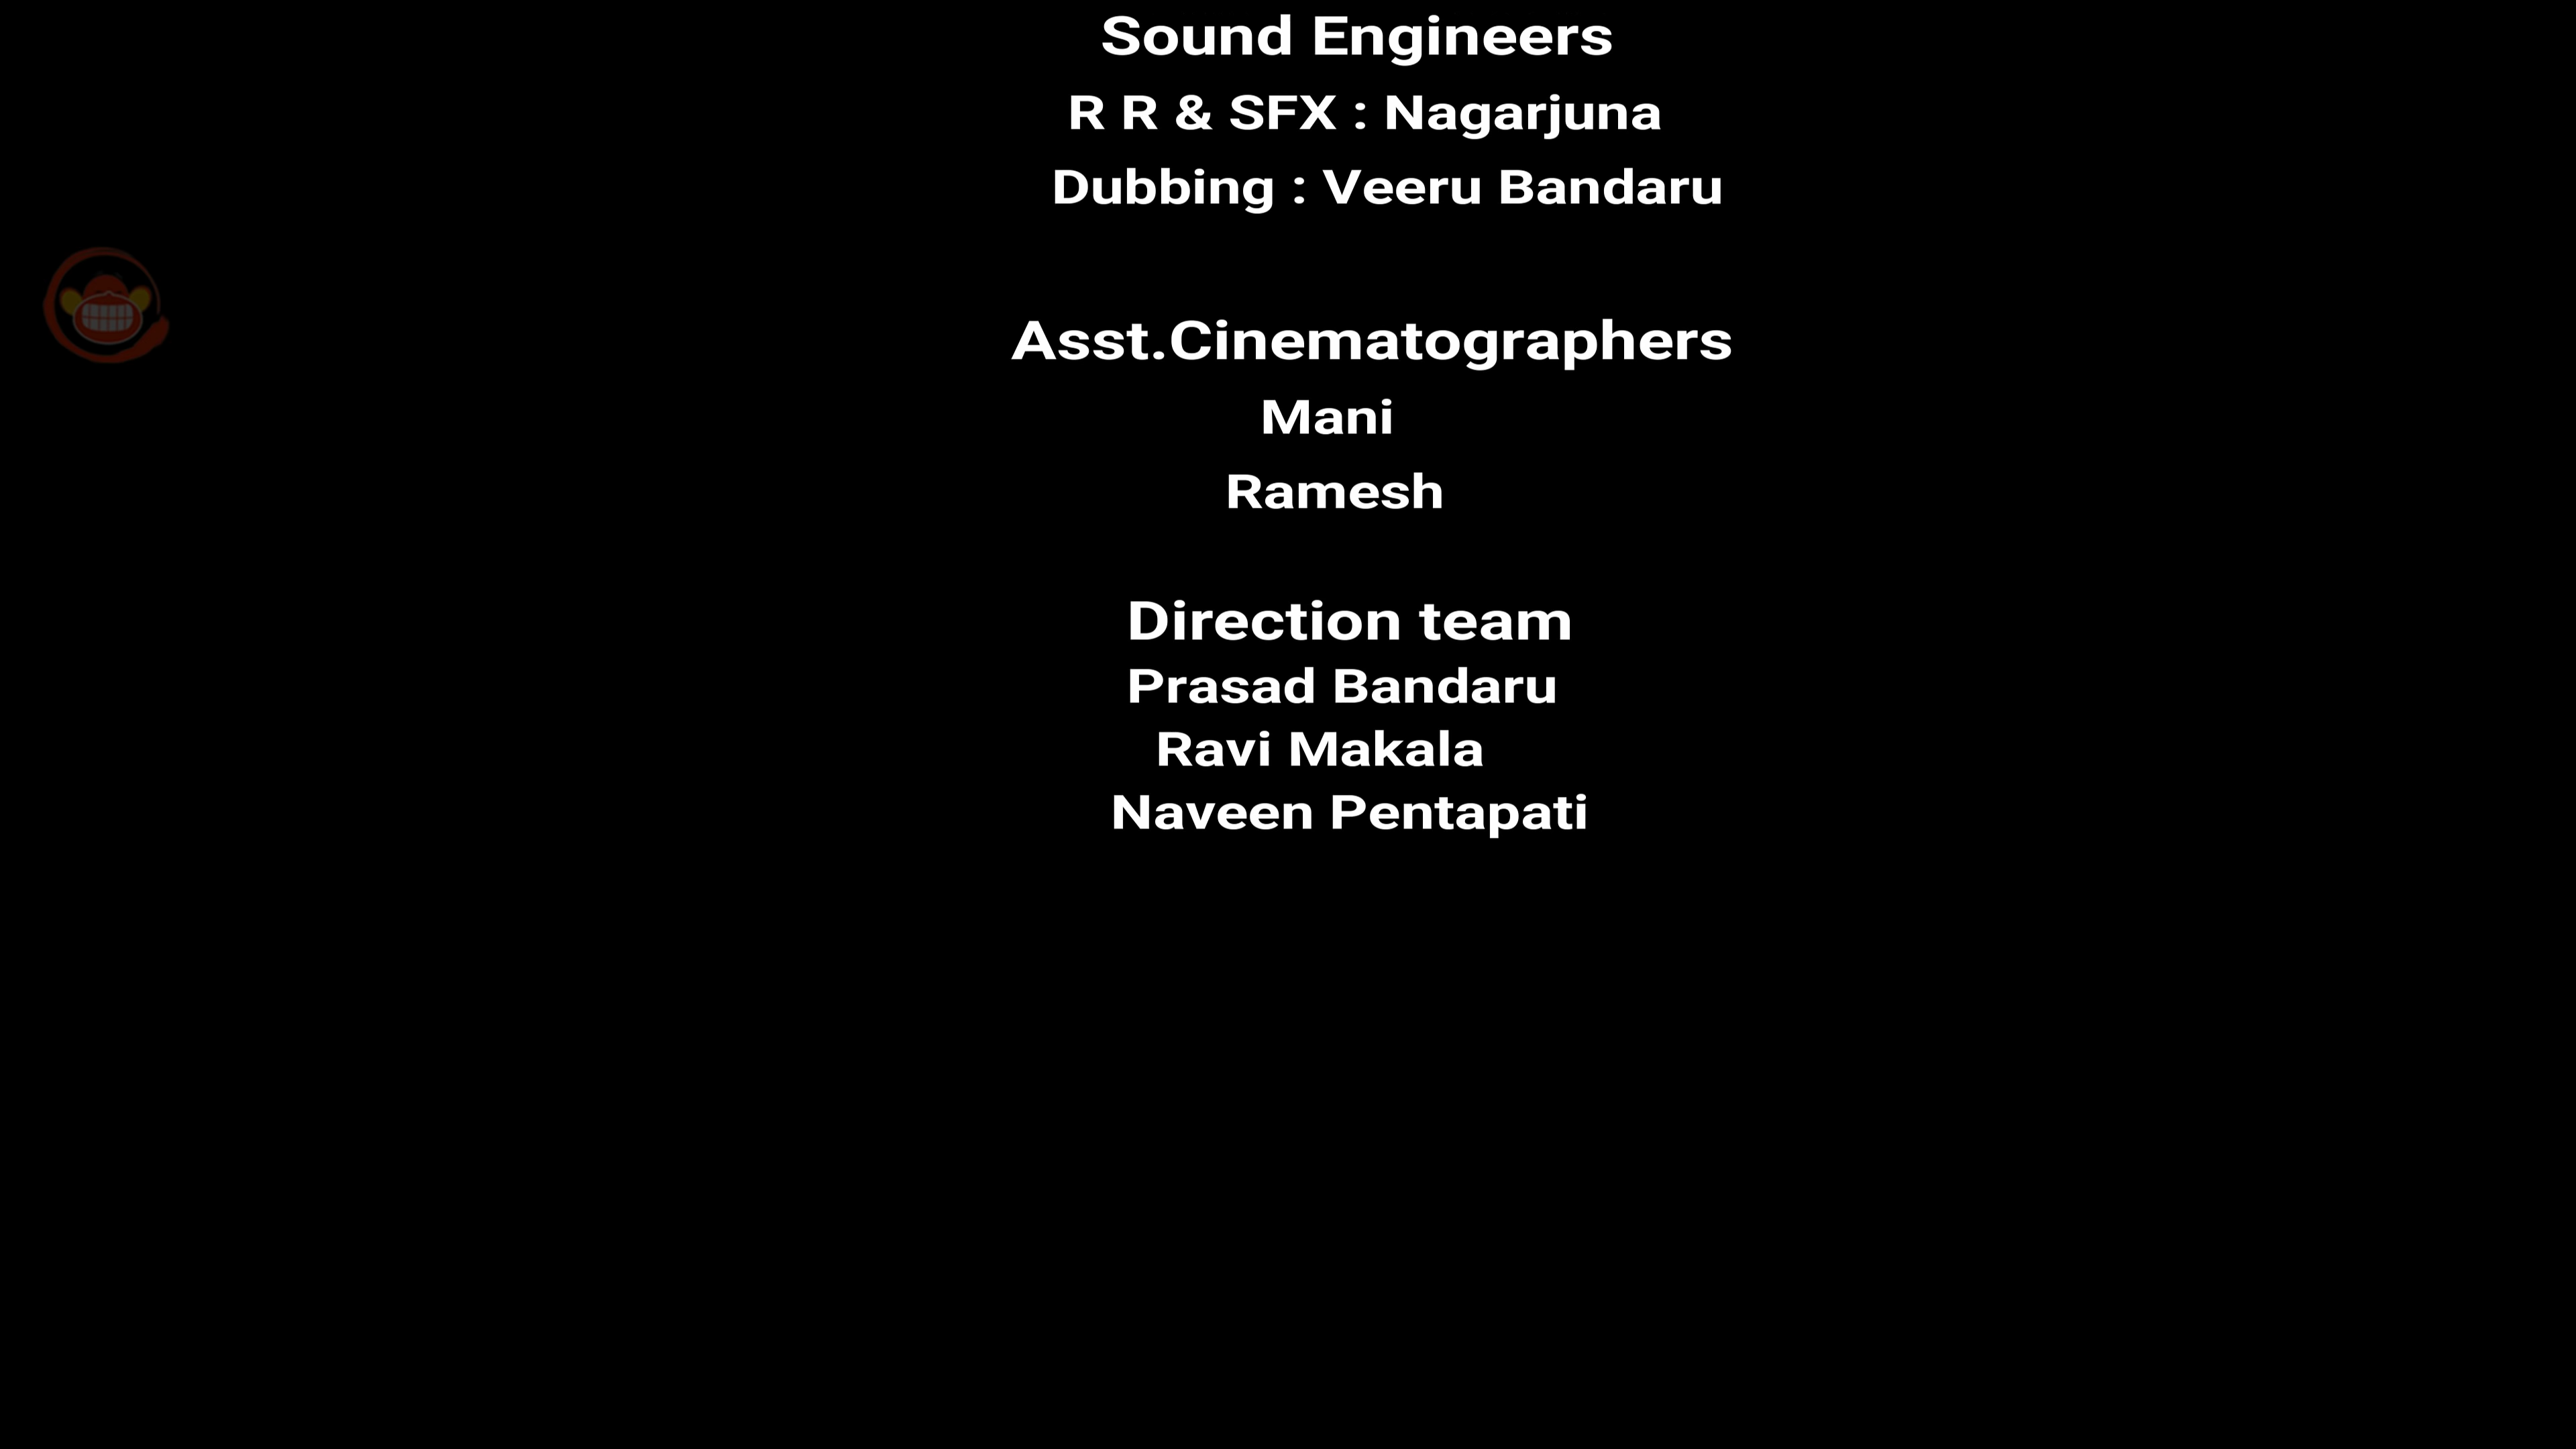 Sound Engineers
R R & SFX : Nagarjuna
Dubbing : Veeru Bandaru
Asst.Cinematographers
Mani
Ramesh
Direction team
Prasad Bandaru
Ravi Makala
Naveen Pentapati